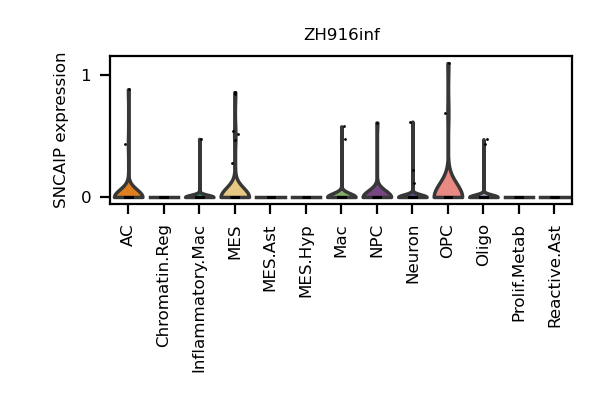 ZH916inf
SNCAIP expression
1
0
AC
Chromatin.Reg
Inflammatory.Mac
MES
MES.Ast
MES.Hyp
Mac
NPC
Neuron
OPC
Oligo
Prolif.Metab
Reactive.Ast